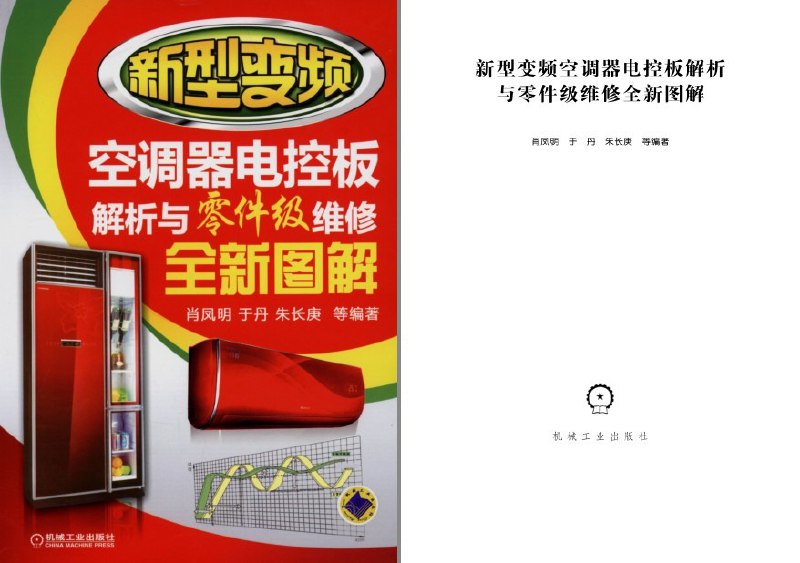 新型变频
空调器电控板
解析与零件级维修
全新图解
肖凤明 于丹 朱长庚 等编著
机械工业出版社
CHINA MACHINE PRESS
新型变频空调器电控板解析
与零件级维修全新图解
肖凤明 于 丹 朱长庚 等编著
机械工业出版社